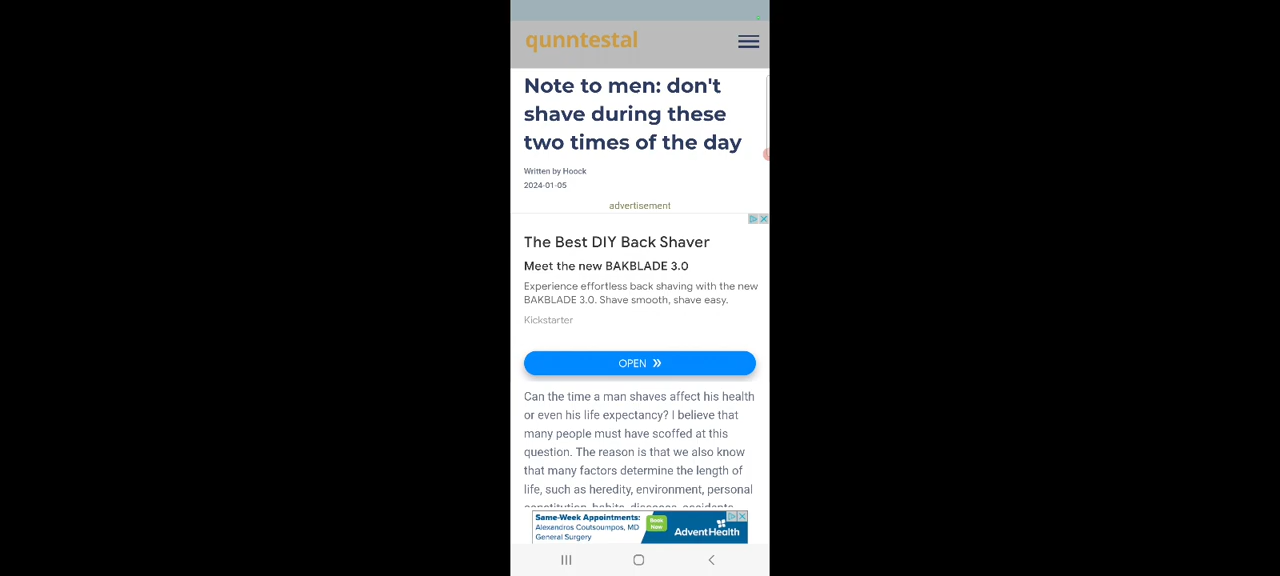 qunntestal
Note to men: don't
shave during these
two times of the day
Written by Hoock
2024-01-05
advertisement
The Best DIY Back Shaver
Meet the new BAKBLADE 3.0
Experience effortless back shaving with the new
BAKBLADE 3.0. Shave smooth, shave easy.
Kickstarter
OPEN »
Can the time a man shaves affect his health
or even his life expectancy? I believe that
many people must have scoffed at this
question. The reason is that we also know
that many factors determine the length of
life, such as heredity, environment, personal
constitution, habits, diseases, accidents
Same-Week Appointments:
Alexandros Coutsoumpos, MD
General Surgery
Book
Now
AdventHealth